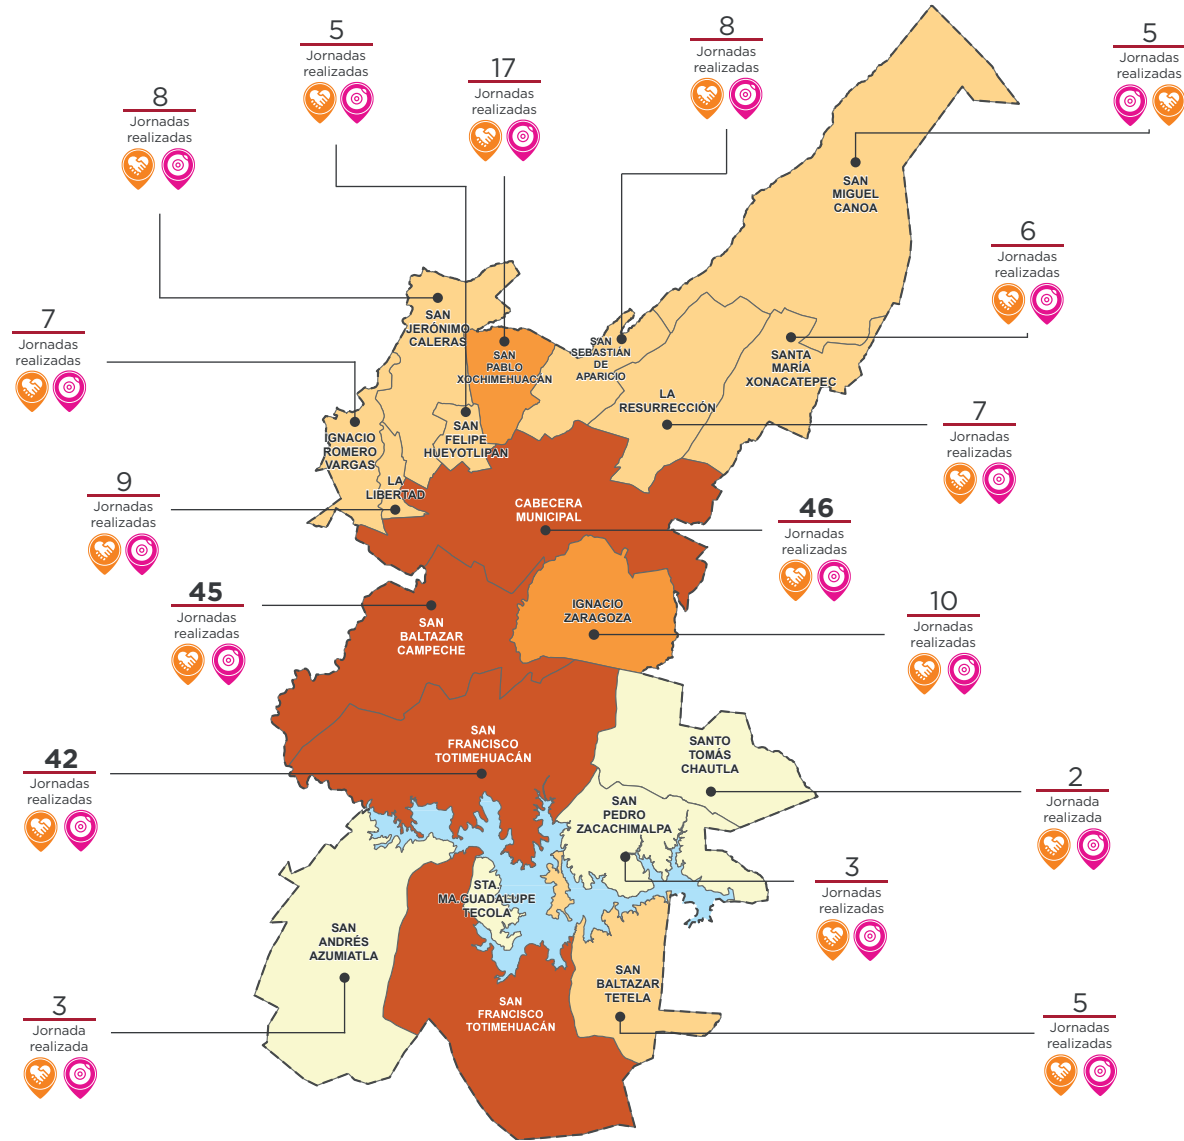 5
Jornadas
realizadas
17
Jornadas
realizadas
8
Jornadas
realizadas
5
Jornadas
realizadas
8
Jornadas
realizadas
6
Jornadas
realizadas
7
Jornadas
realizadas
7
Jornadas
realizadas
9
Jornadas
realizadas
46
Jornadas
realizadas
45
Jornadas
realizadas
10
Jornadas
realizadas
42
Jornadas
realizadas
2
Jornada
realizada
3
Jornadas
realizadas
3
Jornada
realizada
5
Jornadas
realizadas
SAN
MIGUEL
CANOA
SAN
JERÓNIMO
CALERAS
SAN
PABLO
XOCHIMEHUACÁN
SAN
SEBASTIÁN
DE
APARICIO
SANTA
MARÍA
XONACATEPEC
LA
RESURRECCIÓN
IGNACIO
ROMERO
VARGAS
SAN
FELIPE
HUEYOTLIPAN
LA
LIBERTAD
CABECERA
MUNICIPAL
IGNACIO
ZARAGOZA
SAN
BALTAZAR
CAMPECHE
SAN
FRANCISCO
TOTIMEHUACÁN
SANTO
TOMÁS
CHAUTLA
SAN
PEDRO
ZACACHIMALPA
STA.
MA.GUADALUPE
TECOLA
SAN
ANDRÉS
AZUMIATLA
SAN
BALTAZAR
TETELA
SAN
FRANCISCO
TOTIMEHUACÁN